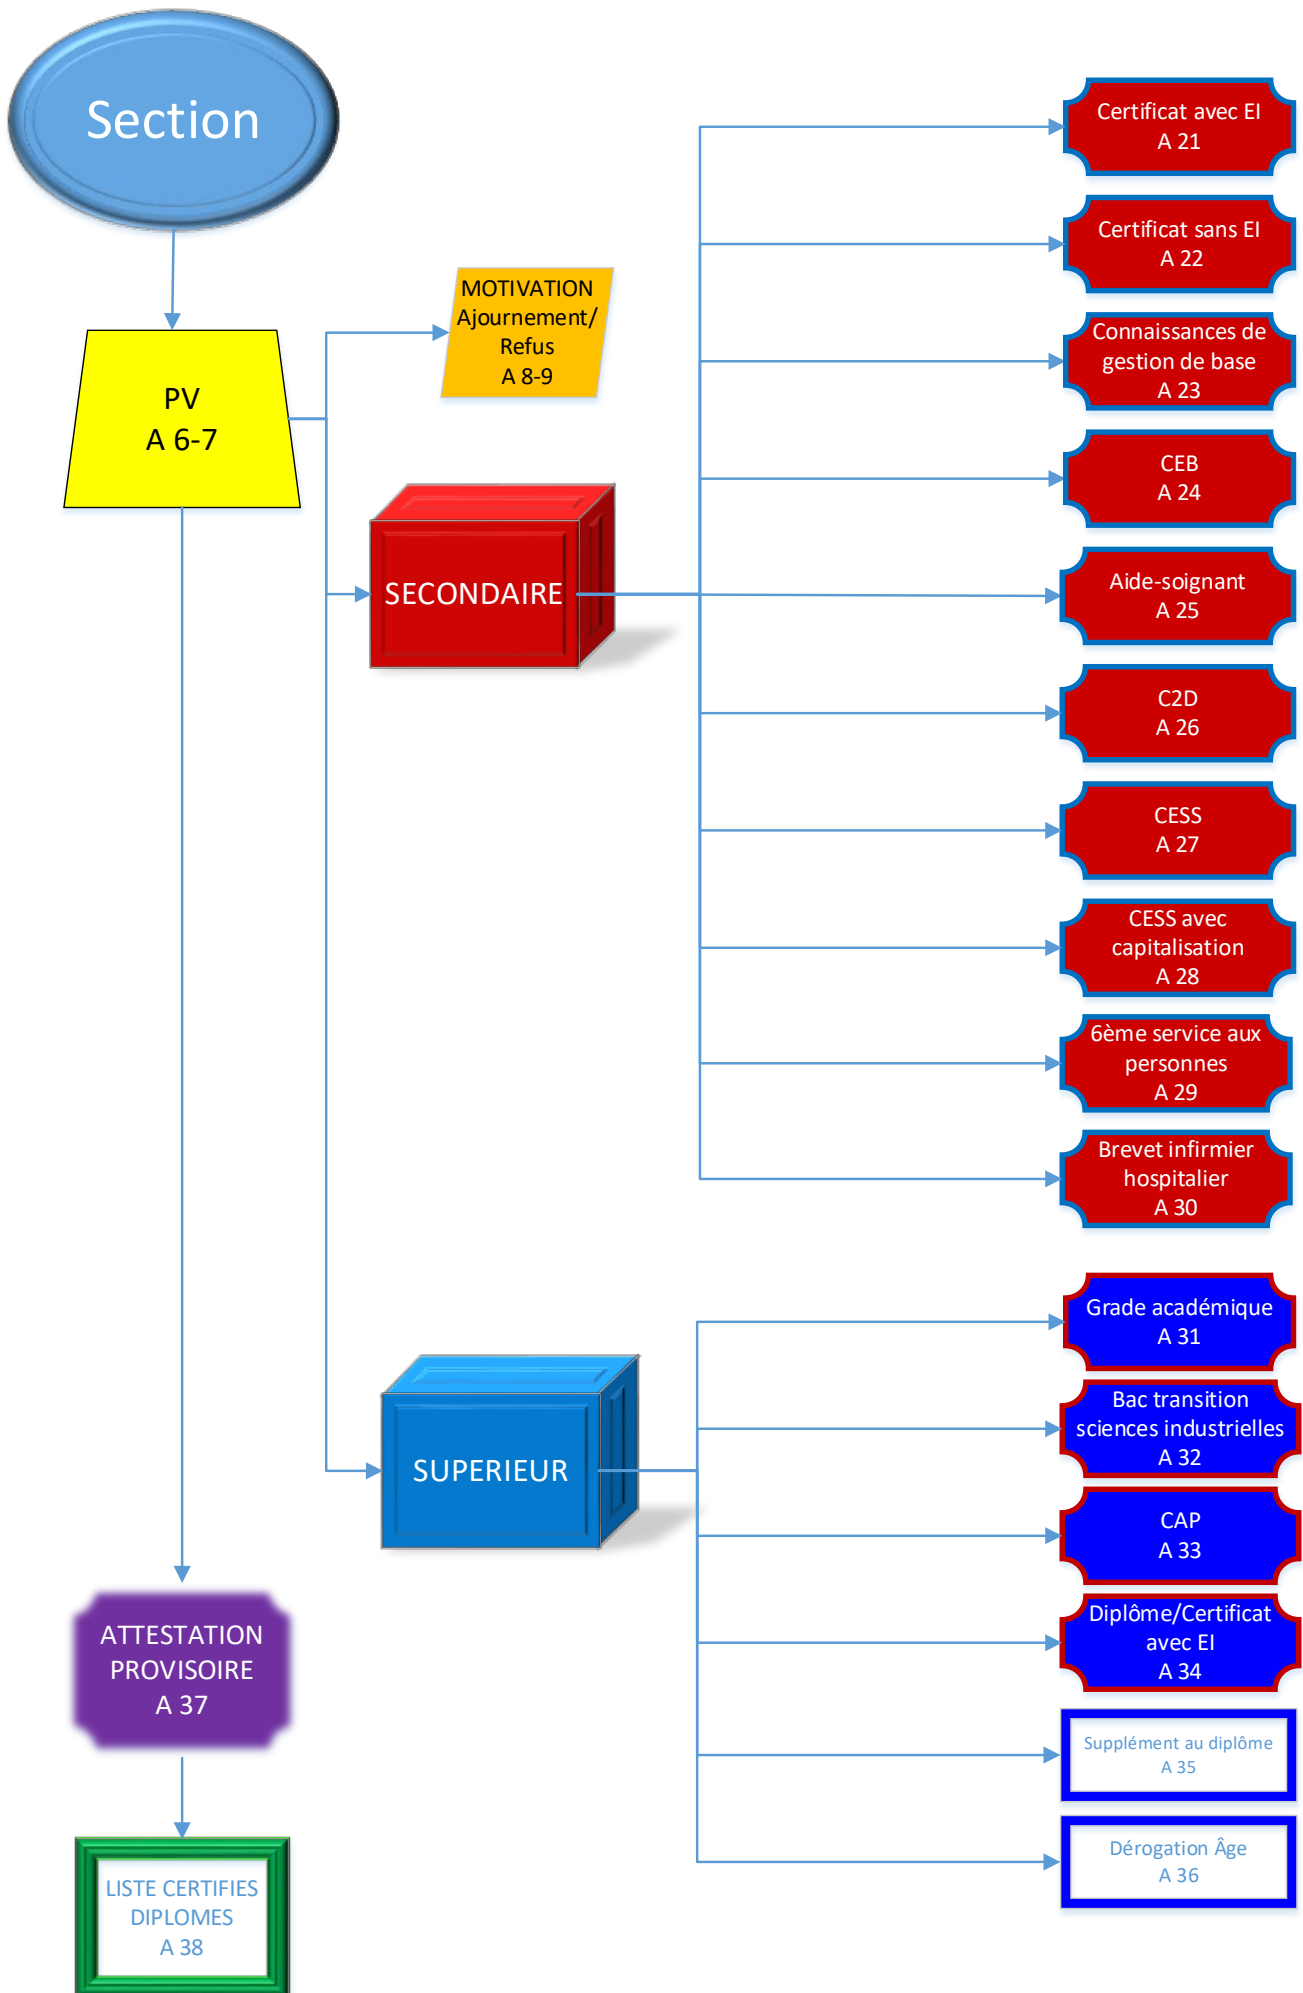 Section
PV
A 6-7
MOTIVATION
Ajournement/
Refus
A 8-9
SECONDAIRE
Certificat avec EI
A 21
Certificat sans EI
A 22
Connaissances de
gestion de base
A 23
CEB
A 24
Aide-soignant
A 25
C2D
A 26
CESS
A 27
CESS avec
capitalisation
A 28
6ème service aux
personnes
A 29
Brevet infirmier
hospitalier
A 30
SUPERIEUR
Grade académique
A 31
Bac transition
sciences industrielles
A 32
CAP
A 33
Diplôme/Certificat
avec EI
A 34
Supplément au diplôme
A 35
Dérogation Âge
A 36
ATTESTATION
PROVISOIRE
A 37
LISTE CERTIFIES
DIPLOMES
A 38